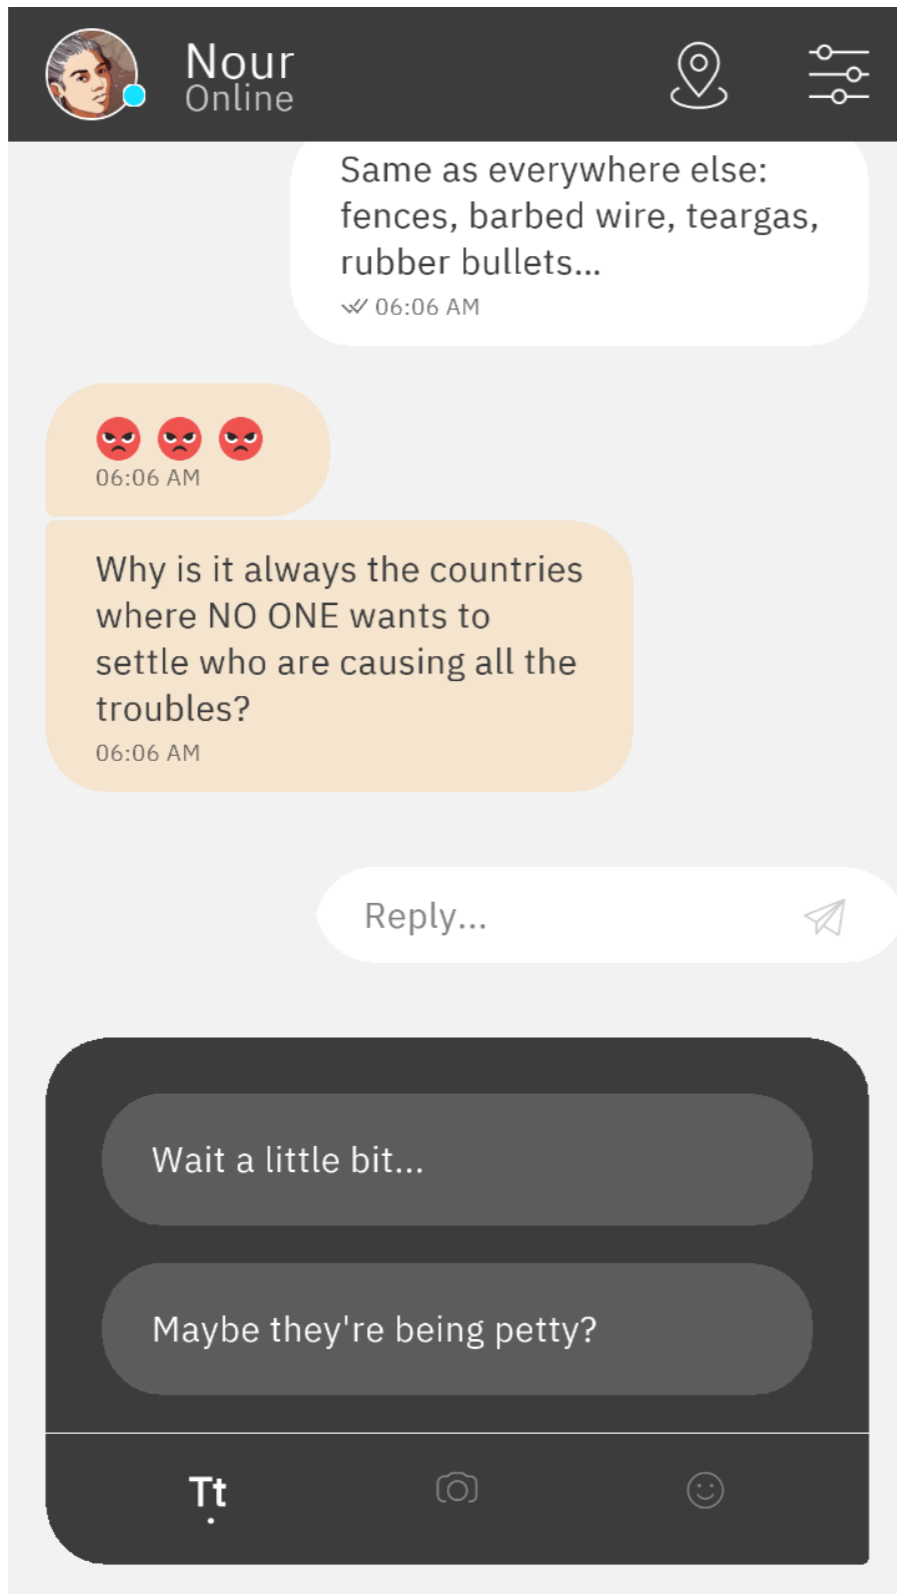 Nour
Online
Same as everywhere else:
fences, barbed wire, teargas,
rubber bullets...
06:06 AM
06:06 AM
Why is it always the countries
where NO ONE wants to
settle who are causing all the
troubles?
06:06 AM
Reply...
Wait a little bit...
Maybe they're being petty?
Tt